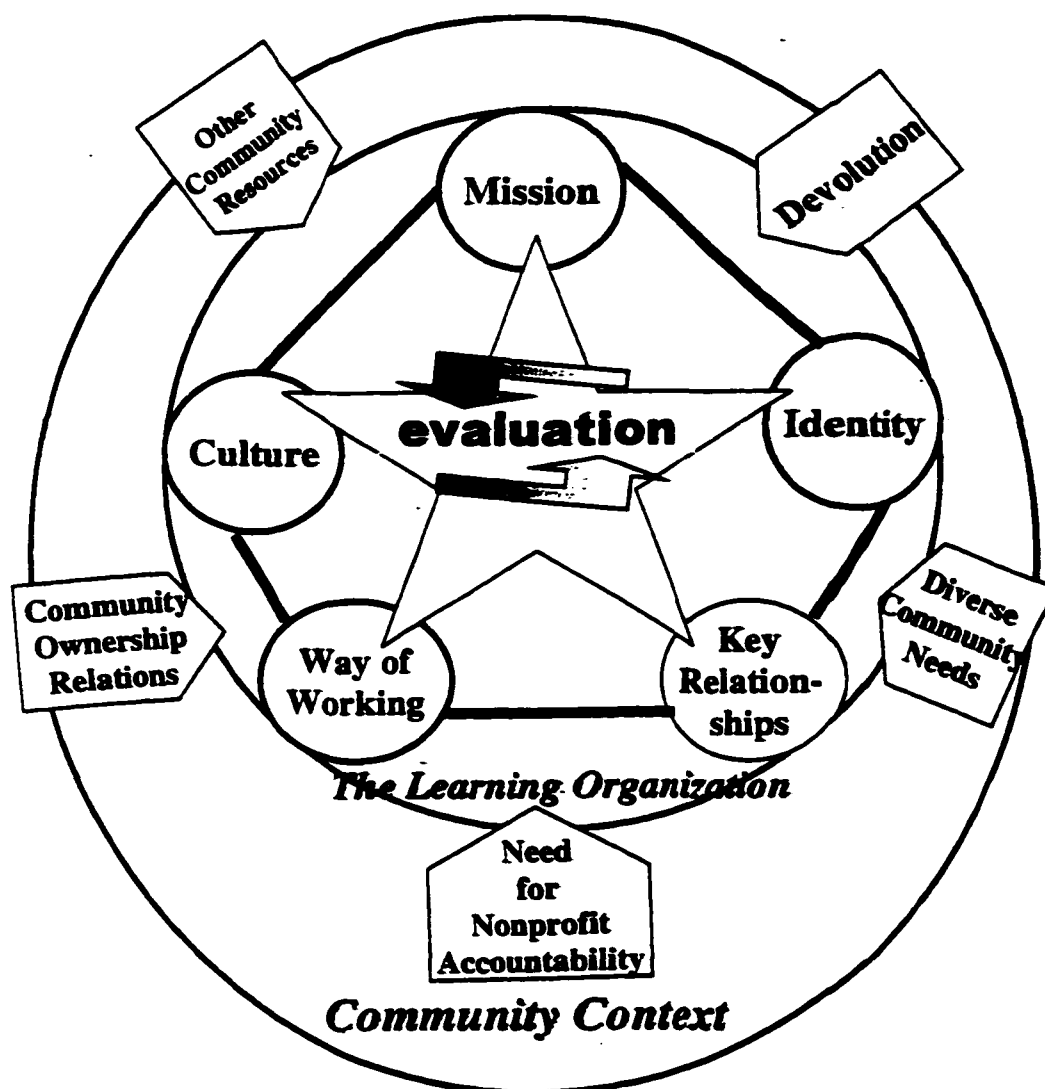 Other
Community
Resources
Devolution
Mission
evaluation
Culture
Identity
Community
Ownership
Relations
Diverse
Community
Needs
Way of
Working
Key
Relation-
ships
The Learning Organization
Need
for
Nonprofit
Accountability
Community Context